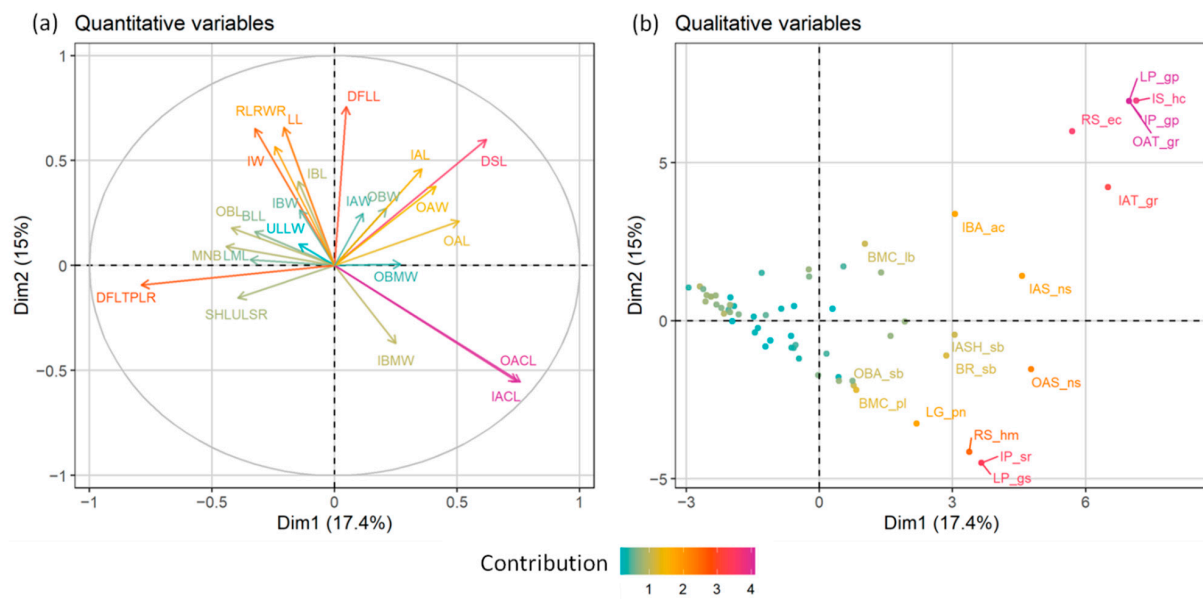 (a) Quantitative variables
1
0.5
0
-0.5
-1
-1
-0.5
0
0.5
1
Dim2 (15%)
Dim1 (17.4%)
DFLL
RLRWR
LL
DSL
IW
IAL
IBL
IBW
IAW
OBW
OAW
OBL
BLL
ULLW
OAL
MNB
LML
OBMW
DFLTPLR
SHLULSR
IBMW
OACL
IACL
(b) Qualitative variables
5
0
-5
-3
0
3
6
Dim2 (15%)
Dim1 (17.4%)
LP_gp
IS_hc
RS_ec
IP_gp
OAT_gr
IAT_gr
IBA_ac
BMC_lb
IAS_ns
IASH_sb
BR_sb
OBA_sb
OAS_ns
BMC_pl
LG_pn
RS_hm
IP_sr
LP_gs
Contribution
1 2 3 4